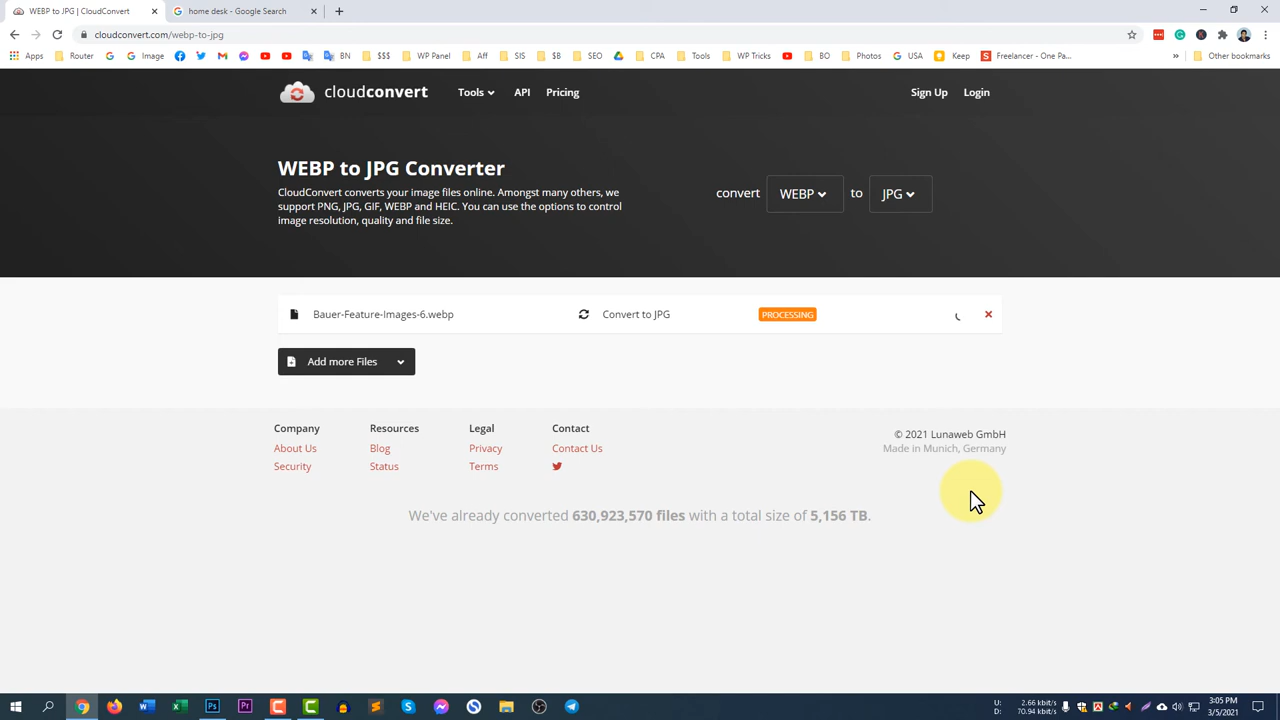 WEBP to JPG | CloudConvert
home desk - Google Search
cloudconvert.com/webp-to-jpg
Apps Router Image BN $$$ WP Panel Aff SIS $B SEO CPA Tools WP Tricks BO Photos USA Keep Freelancer - One Pa... » Other bookmarks
cloudconvert Tools API Pricing Sign Up Login
WEBP to JPG Converter
CloudConvert converts your image files online. Amongst many others, we
support PNG, JPG, GIF, WEBP and HEIC. You can use the options to control
image resolution, quality and file size.
convert WEBP to JPG
Bauer-Feature-Images-6.webp Convert to JPG PROCESSING
Add more Files
Company Resources Legal Contact
About Us Blog Privacy Contact Us
Security Status Terms
© 2021 Lunaweb GmbH
Made in Munich, Germany
We've already converted 630,923,570 files with a total size of 5,156 TB.
U: 2.66 kbit/s
D: 70.94 kbit/s
3:05 PM
3/5/2021